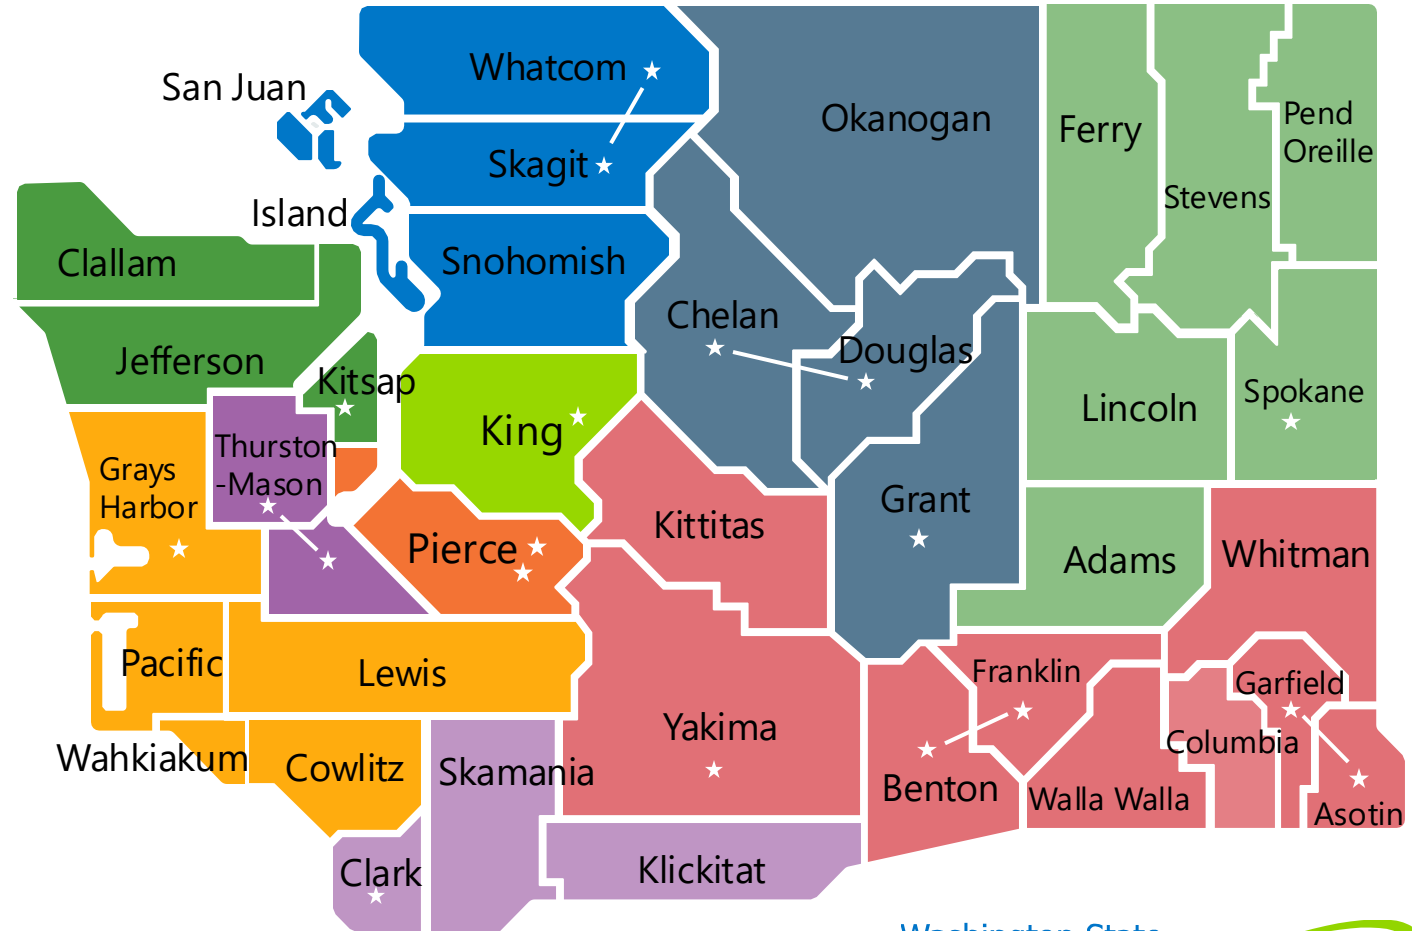 Whatcom
San Juan
Okanogan
Pend
Oreille
Ferry
Skagit
Stevens
Island
Clallam
Snohomish
Chelan
Douglas
Jefferson
Kitsap
Spokane
Lincoln
King
Thurston
-Mason
Grays
Harbor
Grant
Kittitas
Pierce
Adams
Whitman
Pacific
Lewis
Franklin
Garfield
Yakima
Columbia
Wahkiakum
Cowlitz
Skamania
Benton
Walla Walla
Asotin
Clark
Klickitat
Washington State